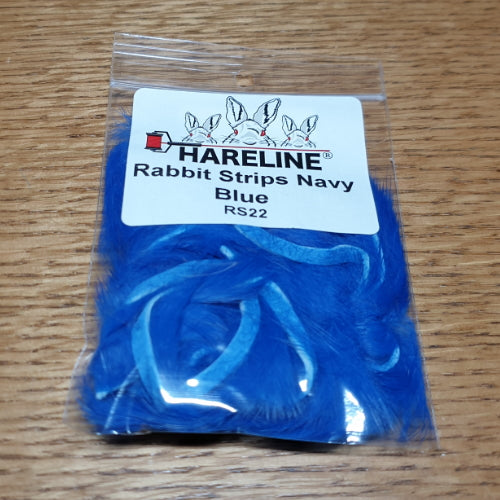 HARELINE®
Rabbit Strips Navy
Blue
RS22